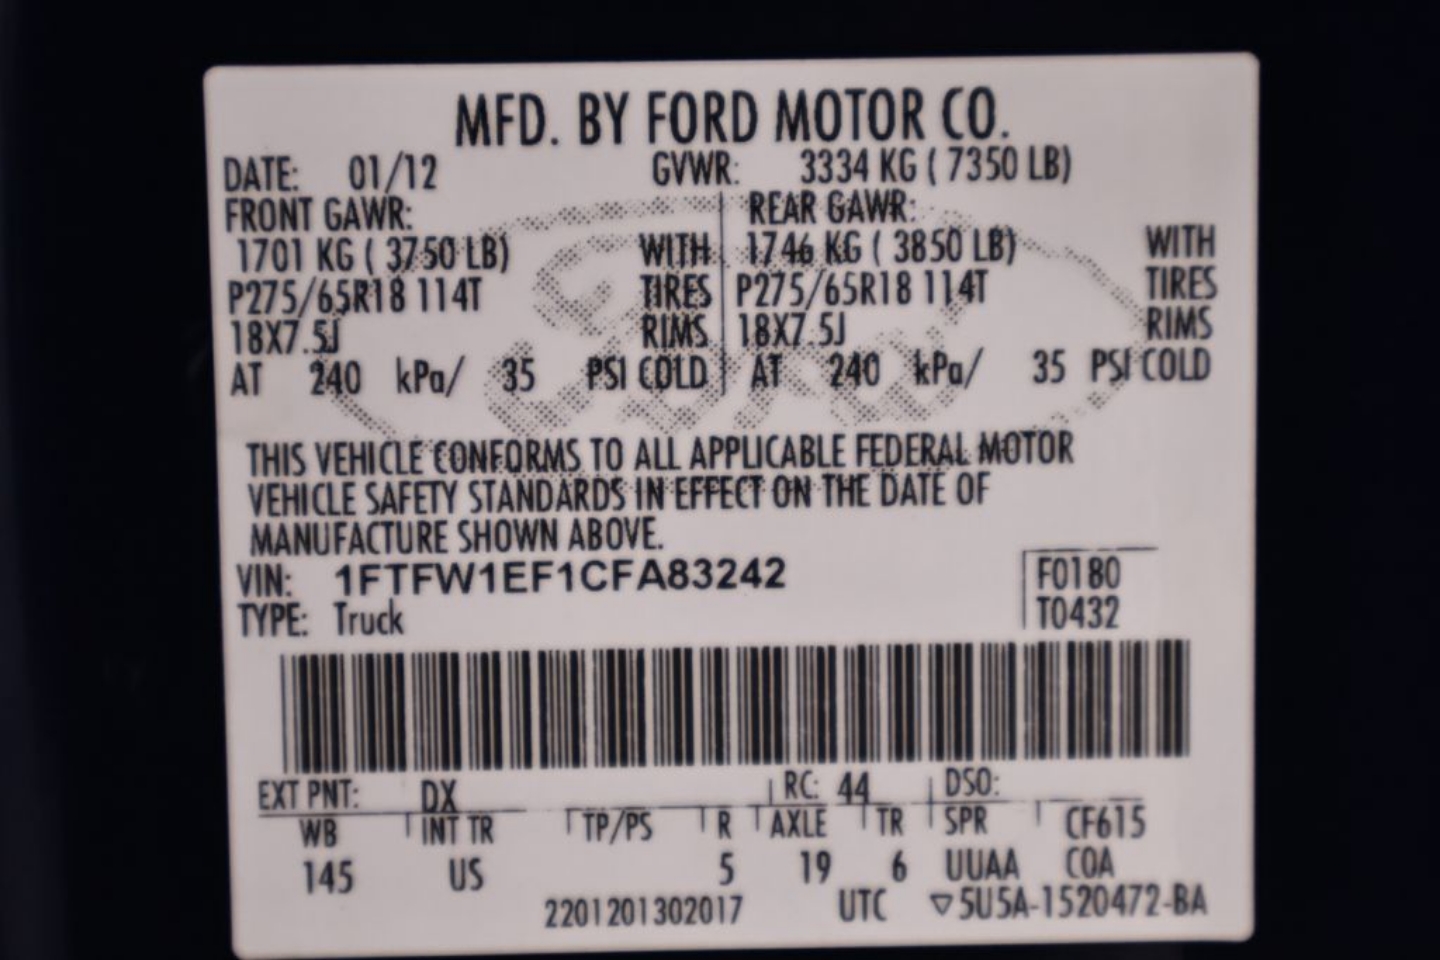 MFD. BY FORD MOTOR CO.
DATE: 01/12 GVWR: 3334 KG ( 7350 LB)
FRONT GAWR: REAR GAWR:
1701 KG ( 3750 LB) WITH 1746 KG ( 3850 LB) WITH
P275/65R18 114T TIRES P275/65R18 114T TIRES
18X7.5J RIMS 18X7.5J RIMS
AT 240 kPa/ 35 PSI COLD AT 240 kPa/ 35 PSI COLD
Ford
THIS VEHICLE CONFORMS TO ALL APPLICABLE FEDERAL MOTOR
VEHICLE SAFETY STANDARDS IN EFFECT ON THE DATE OF
MANUFACTURE SHOWN ABOVE.
VIN: 1FTFW1EF1CFA83242 F0180
TYPE: Truck T0432
EXT PNT: DX RC: 44 DSO:
WB INT TR TP/PS R AXLE TR SPR CF615
145 US 5 19 6 UUAA COA
2201201302017 UTC ▽5U5A-1520472-BA